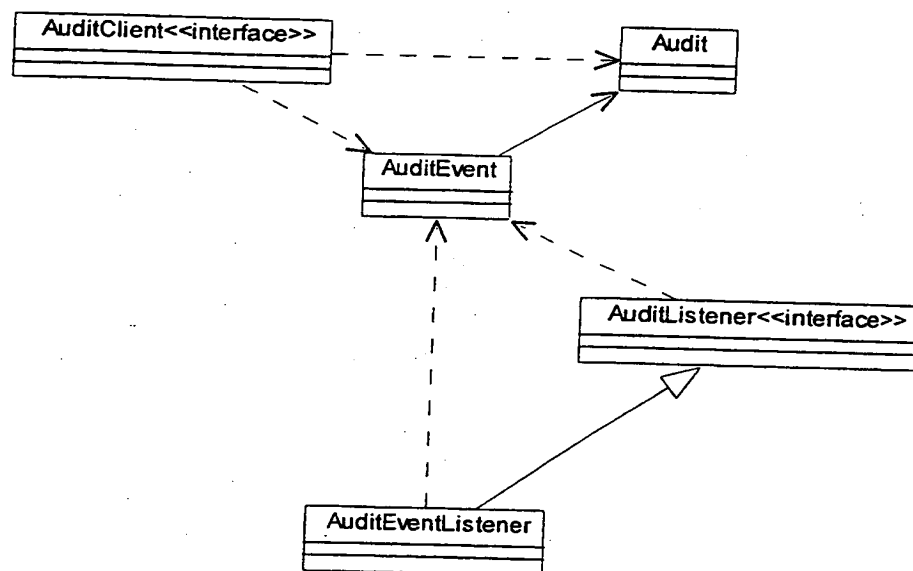 AuditClient<<interface>>
Audit
AuditEvent
AuditListener<<interface>>
AuditEventListener